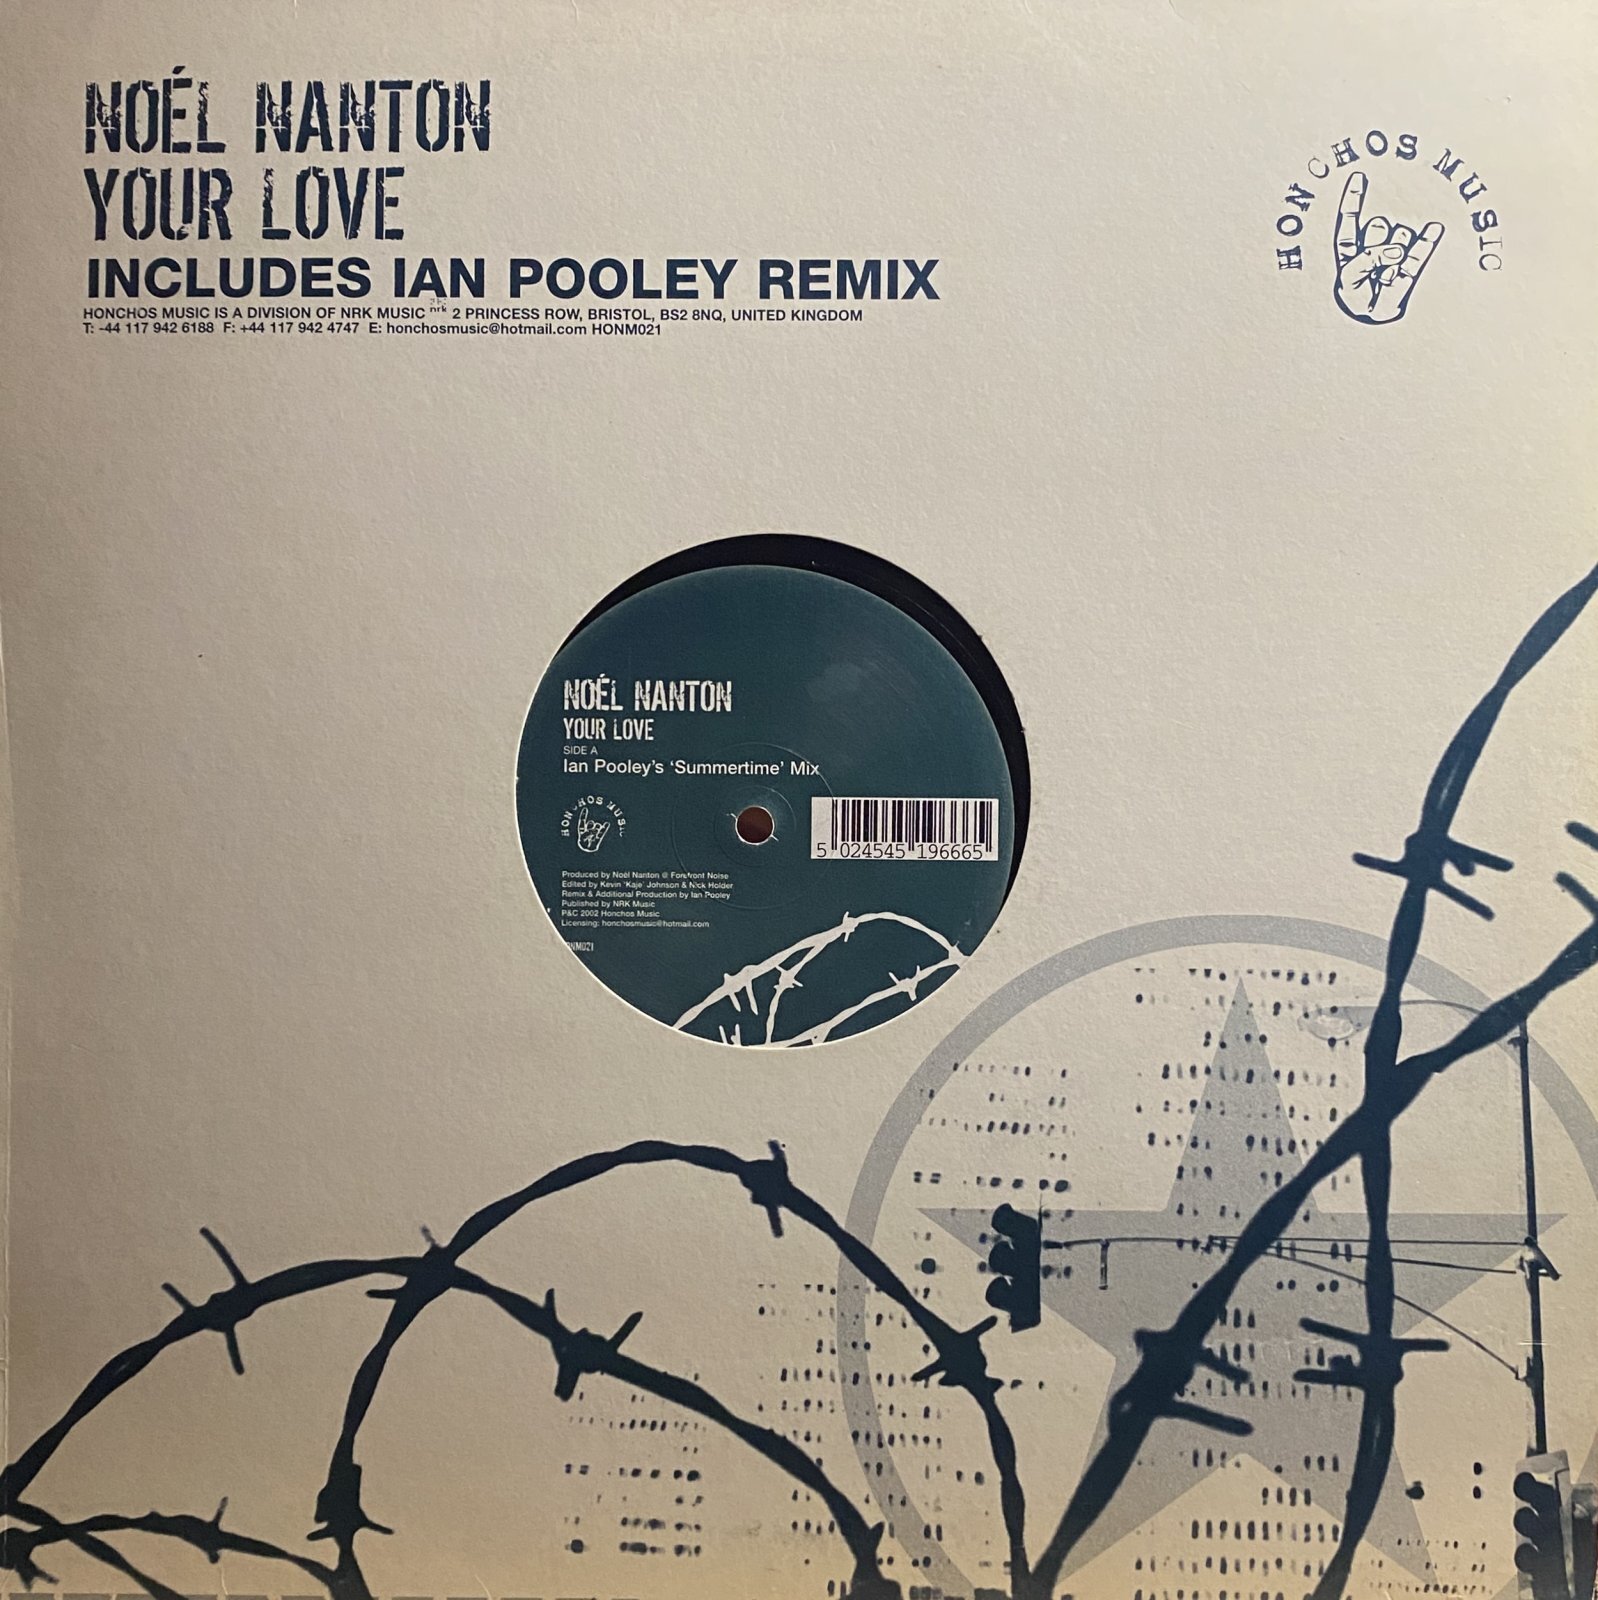 NOÉL NANTON
YOUR LOVE
INCLUDES IAN POOLEY REMIX
HONCHOS MUSIC IS A DIVISION OF NRK MUSIC nrk 2 PRINCESS ROW, BRISTOL, BS2 8NQ, UNITED KINGDOM
T: -44 117 942 6188 F: +44 117 942 4747 E: honchosmusic@hotmail.com HONM021
HONCHOS MUSIC
NOÉL NANTON
YOUR LOVE
SIDE A
Ian Pooley's 'Summertime' Mix
HONCHOS MUSIC
5 024545 196665
Produced by Noél Nanton @ Forefront Noise
Edited by Kevin 'Kaje' Johnson & Nick Holder
Remix & Additional Production by Ian Pooley
Published by NRK Music
P&C 2002 Honchos Music
Licensing: honchosmusic@hotmail.com